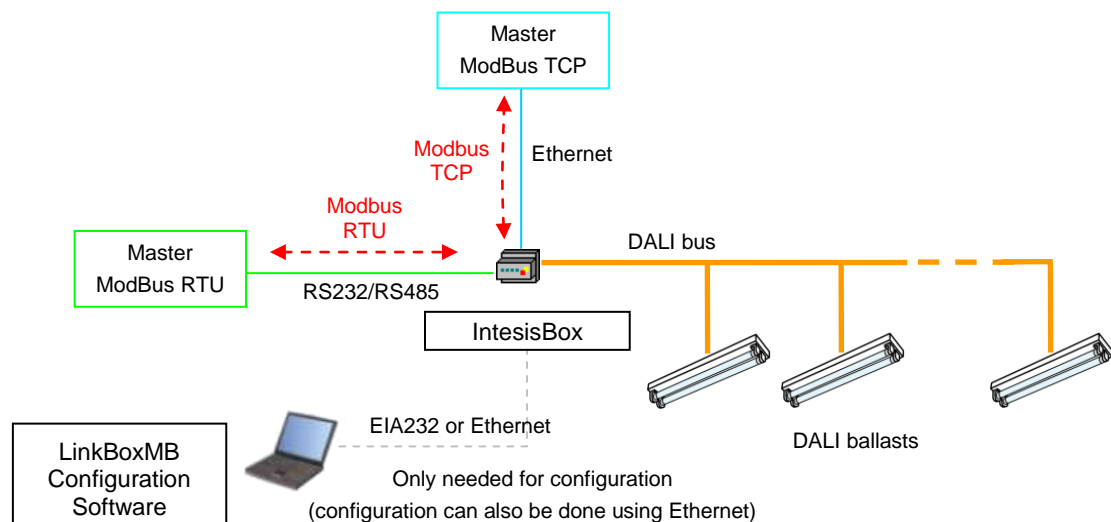 Master
ModBus TCP
Modbus
TCP
Ethernet
Modbus
RTU
Master
ModBus RTU
RS232/RS485
DALI bus
IntesisBox
EIA232 or Ethernet
DALI ballasts
LinkBoxMB
Configuration
Software
Only needed for configuration
(configuration can also be done using Ethernet)